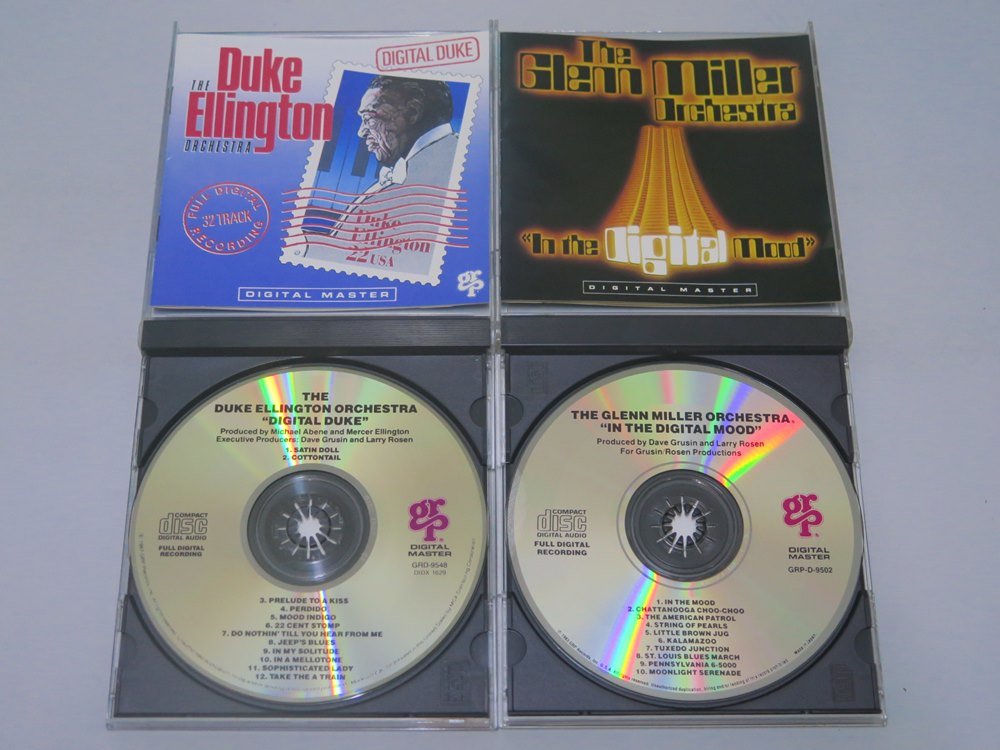 DIGITAL DUKE
THE
Duke
Ellington
ORCHESTRA
FULL DIGITAL
32 TRACK
RECORDING
Duke
Ellington
22 USA
DIGITAL MASTER
grp
The
Glenn Miller
Orchestra
“In the Digital Mood”
DIGITAL MASTER
THE
DUKE ELLINGTON ORCHESTRA
“DIGITAL DUKE”
Produced by Michael Abene and Mercer Ellington
Executive Producers: Dave Grusin and Larry Rosen
1. SATIN DOLL
2. COTTONTAIL
COMPACT
disc
DIGITAL AUDIO
FULL DIGITAL
RECORDING
grp
DIGITAL
MASTER
GRD-9548
DIDX 1629
3. PRELUDE TO A KISS
4. PERDIDO
5. MOOD INDIGO
6. 22 CENT STOMP
7. DO NOTHIN' TILL YOU HEAR FROM ME
8. JEEP'S BLUES
9. IN MY SOLITUDE
10. IN A MELLOTONE
11. SOPHISTICATED LADY
12. TAKE THE A TRAIN
THE GLENN MILLER ORCHESTRA
“IN THE DIGITAL MOOD”
Produced by Dave Grusin and Larry Rosen
For Grusin/Rosen Productions
COMPACT
disc
DIGITAL AUDIO
FULL DIGITAL
RECORDING
grp
DIGITAL
MASTER
GRP-D-9502
1. IN THE MOOD
2. CHATTANOOGA CHOO-CHOO
3. THE AMERICAN PATROL
4. STRING OF PEARLS
5. LITTLE BROWN JUG
6. KALAMAZOO
7. TUXEDO JUNCTION
8. ST. LOUIS BLUES MARCH
9. PENNSYLVANIA 6-5000
10. MOONLIGHT SERENADE